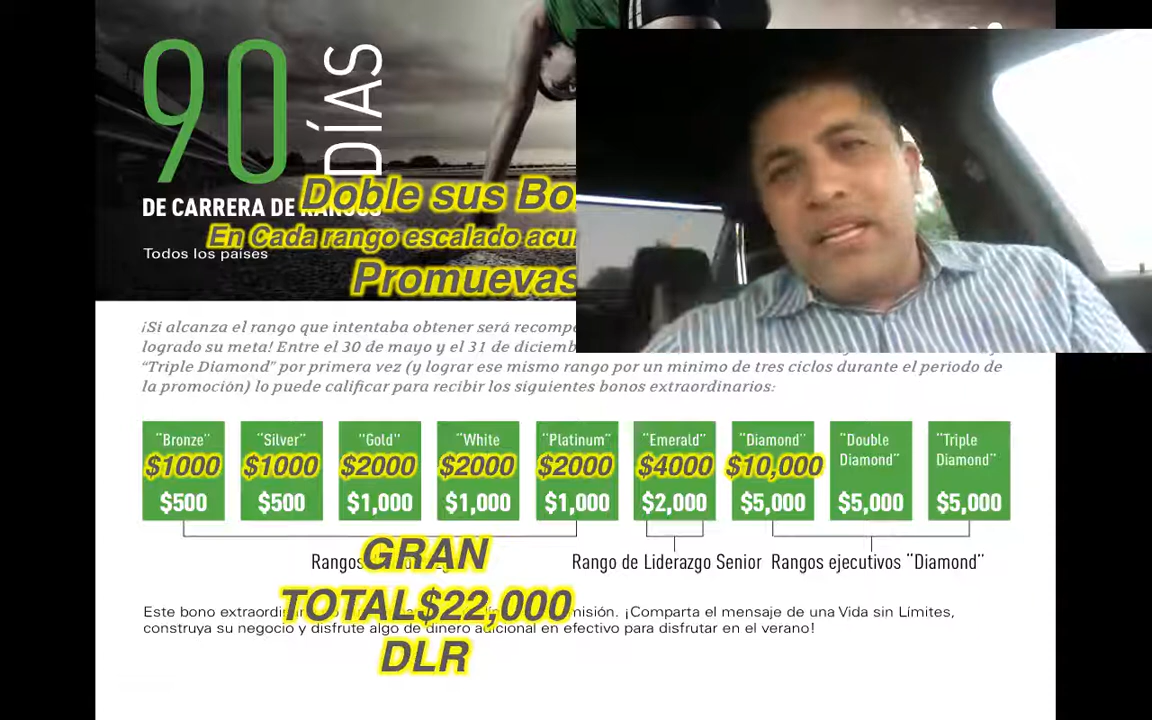 90
DÍAS
DE CARRERA DE RANGOS
Todos los países
Doble sus Bo
En Cada rango escalado acu
Promuevas
¡Si alcanza el rango que intentaba obtener será recomp
logrado su meta! Entre el 30 de mayo y el 31 de diciemb
"Triple Diamond" por primera vez (y lograr ese mismo rango por un mínimo de tres ciclos durante el periodo de
la promoción) lo puede calificar para recibir los siguientes bonos extraordinarios:
"Bronze" "Silver" "Gold" "White "Platinum" "Emerald" "Diamond" "Double Diamond" "Triple Diamond"
$1000 $1000 $2000 $2000 $2000 $4000 $10,000
$500 $500 $1,000 $1,000 $1,000 $2,000 $5,000 $5,000 $5,000
Rangos
Rango de Liderazgo Senior
Rangos ejecutivos "Diamond"
GRAN
TOTAL$22,000
DLR
Este bono extraordi misión. ¡Comparta el mensaje de una Vida sin Límites,
construya su negocio y disfrute algo de dinero adicional en efectivo para disfrutar en el verano!